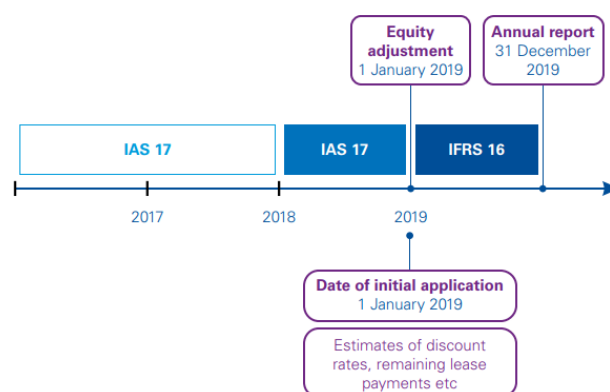 Equity
adjustment
1 January 2019
Annual report
31 December
2019
IAS 17
IAS 17
IFRS 16
2017
2018
2019
Date of initial application
1 January 2019
Estimates of discount
rates, remaining lease
payments etc